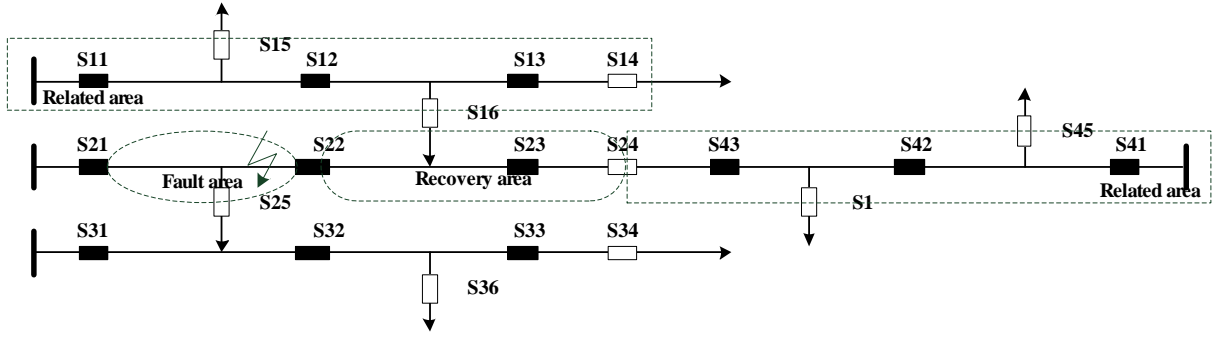 S15
S11 S12 S13 S14
Related area
S16
S45
S21 S22 S23 S24 S43 S42 S41
Fault area Recovery area
Related area
S25 S1
S31 S32 S33 S34
S36